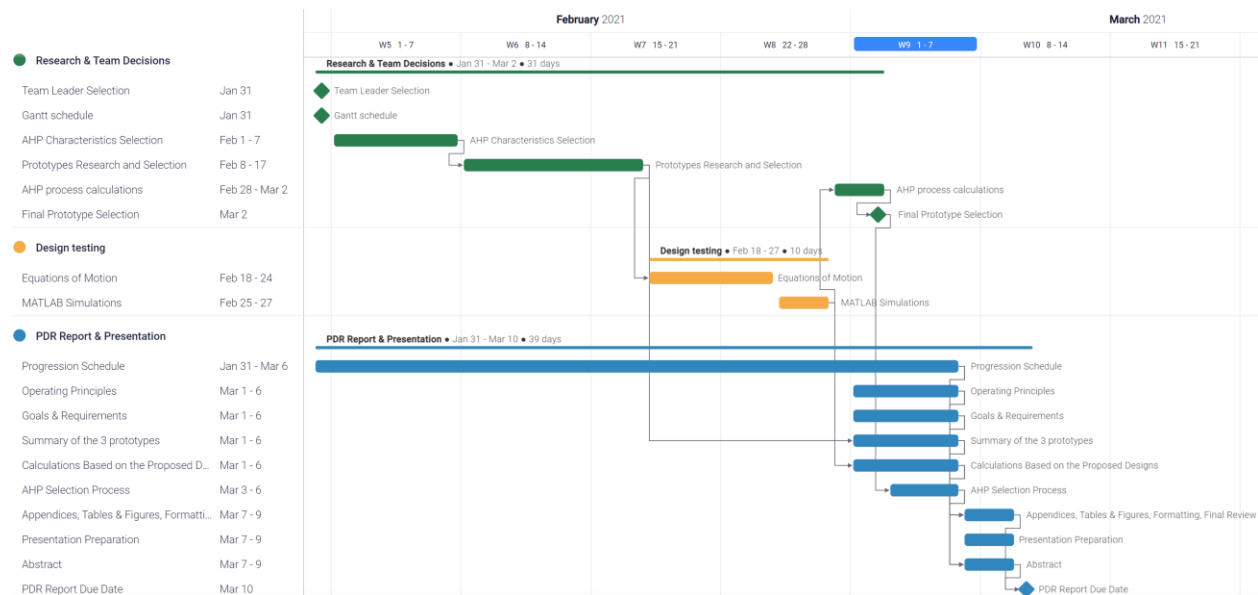 February 2021
March 2021
W5 1 - 7
W6 8 - 14
W7 15 - 21
W8 22 - 28
W9 1 - 7
W10 8 - 14
W11 15 - 21
Research & Team Decisions
Research & Team Decisions ● Jan 31 - Mar 2 ● 31 days
Team Leader Selection Jan 31 Team Leader Selection
Gantt schedule Jan 31 Gantt schedule
AHP Characteristics Selection Feb 1 - 7 AHP Characteristics Selection
Prototypes Research and Selection Feb 8 - 17 Prototypes Research and Selection
AHP process calculations Feb 28 - Mar 2 AHP process calculations
Final Prototype Selection Mar 2 Final Prototype Selection
Design testing
Design testing ● Feb 18 - 27 ● 10 days
Equations of Motion Feb 18 - 24 Equations of Motion
MATLAB Simulations Feb 25 - 27 MATLAB Simulations
PDR Report & Presentation
PDR Report & Presentation ● Jan 31 - Mar 10 ● 39 days
Progression Schedule Jan 31 - Mar 6 Progression Schedule
Operating Principles Mar 1 - 6 Operating Principles
Goals & Requirements Mar 1 - 6 Goals & Requirements
Summary of the 3 prototypes Mar 1 - 6 Summary of the 3 prototypes
Calculations Based on the Proposed D... Mar 1 - 6 Calculations Based on the Proposed Designs
AHP Selection Process Mar 3 - 6 AHP Selection Process
Appendices, Tables & Figures, Formatti... Mar 7 - 9 Appendices, Tables & Figures, Formatting, Final Review
Presentation Preparation Mar 7 - 9 Presentation Preparation
Abstract Mar 7 - 9 Abstract
PDR Report Due Date Mar 10 PDR Report Due Date